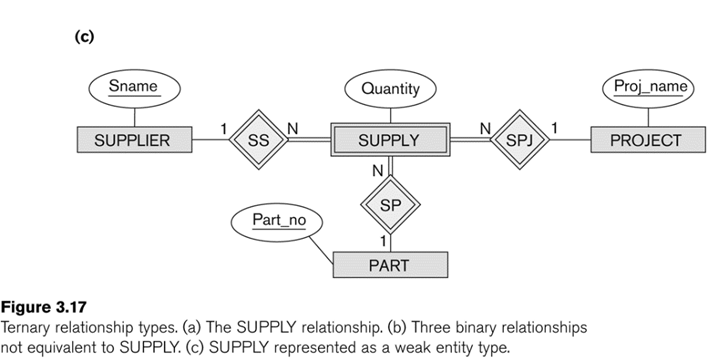 (c)
Sname
Quantity
Proj_name
SUPPLIER
1
SS
N
SUPPLY
N
SPJ
1
PROJECT
N
SP
Part_no
1
PART
Figure 3.17
Ternary relationship types. (a) The SUPPLY relationship. (b) Three binary relationships
not equivalent to SUPPLY. (c) SUPPLY represented as a weak entity type.